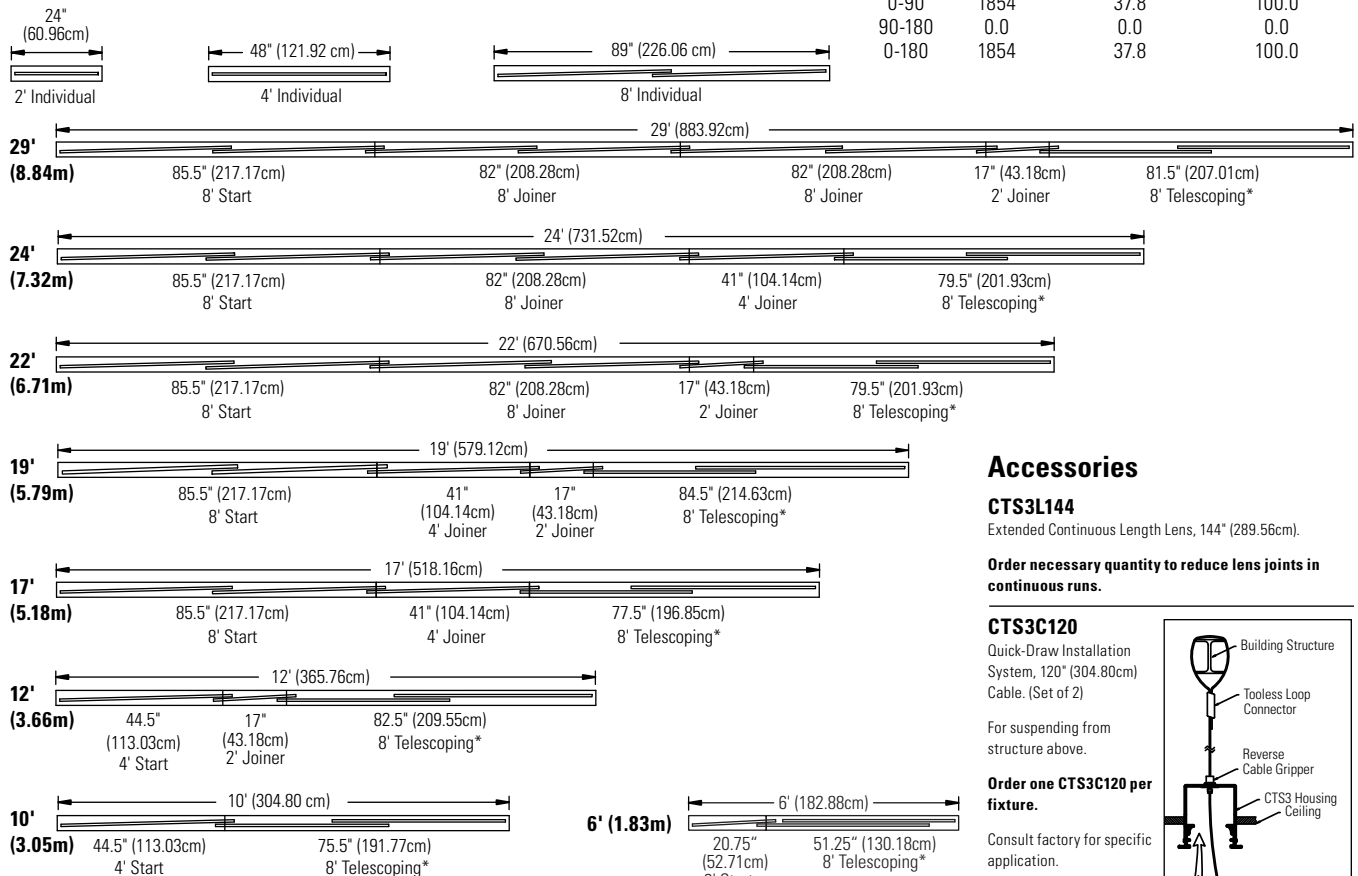 0-90 1854 37.8 100.0
90-180 0.0 0.0 0.0
0-180 1854 37.8 100.0
24"
(60.96cm)
2' Individual
48" (121.92 cm)
4' Individual
89" (226.06 cm)
8' Individual
29'
(8.84m)
29' (883.92cm)
85.5" (217.17cm)
8' Start
82" (208.28cm)
8' Joiner
82" (208.28cm)
8' Joiner
17" (43.18cm)
2' Joiner
81.5" (207.01cm)
8' Telescoping*
24'
(7.32m)
24' (731.52cm)
85.5" (217.17cm)
8' Start
82" (208.28cm)
8' Joiner
41" (104.14cm)
4' Joiner
79.5" (201.93cm)
8' Telescoping*
22'
(6.71m)
22' (670.56cm)
85.5" (217.17cm)
8' Start
82" (208.28cm)
8' Joiner
17" (43.18cm)
2' Joiner
79.5" (201.93cm)
8' Telescoping*
19'
(5.79m)
19' (579.12cm)
85.5" (217.17cm)
8' Start
41"
(104.14cm)
4' Joiner
17"
(43.18cm)
2' Joiner
84.5" (214.63cm)
8' Telescoping*
17'
(5.18m)
17' (518.16cm)
85.5" (217.17cm)
8' Start
41" (104.14cm)
4' Joiner
77.5" (196.85cm)
8' Telescoping*
12'
(3.66m)
12' (365.76cm)
44.5"
(113.03cm)
4' Start
17"
(43.18cm)
2' Joiner
82.5" (209.55cm)
8' Telescoping*
10'
(3.05m)
10' (304.80 cm)
44.5" (113.03cm)
4' Start
75.5" (191.77cm)
8' Telescoping*
6' (1.83m)
6' (182.88cm)
20.75"
(52.71cm)
51.25" (130.18cm)
8' Telescoping*
Accessories
CTS3L144
Extended Continuous Length Lens, 144" (289.56cm).
Order necessary quantity to reduce lens joints in
continuous runs.
CTS3C120
Quick-Draw Installation
System, 120" (304.80cm)
Cable. (Set of 2)
For suspending from
structure above.
Order one CTS3C120 per
fixture.
Consult factory for specific
application.
Building Structure
Tooless Loop
Connector
Reverse
Cable Gripper
CTS3 Housing
Ceiling